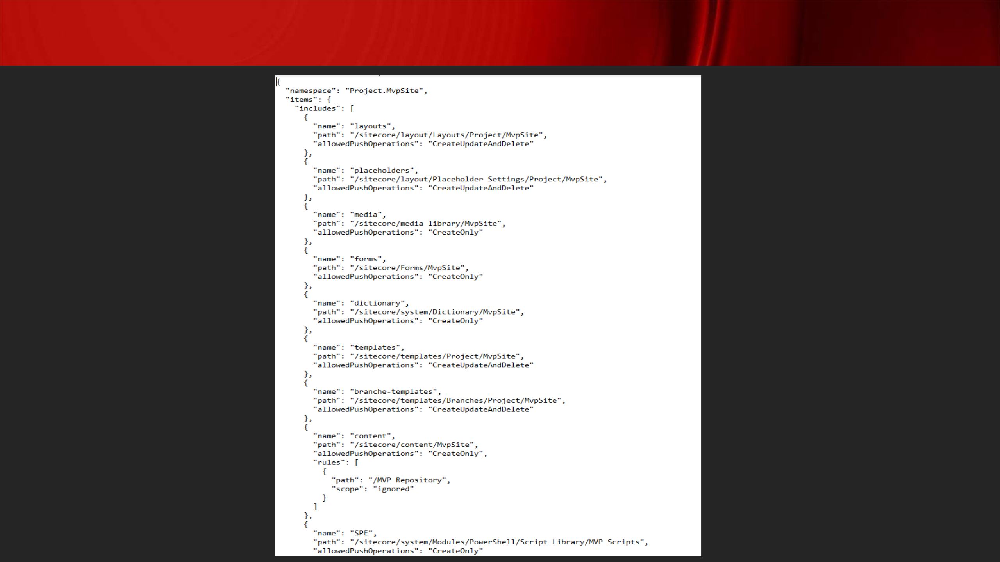 {
"namespace": "Project.MvpSite",
"items": {
"includes": [
{
"name": "layouts",
"path": "/sitecore/layout/Layouts/Project/MvpSite",
"allowedPushOperations": "CreateUpdateAndDelete"
},
{
"name": "placeholders",
"path": "/sitecore/layout/Placeholder Settings/Project/MvpSite",
"allowedPushOperations": "CreateUpdateAndDelete"
},
{
"name": "media",
"path": "/sitecore/media library/MvpSite",
"allowedPushOperations": "CreateOnly"
},
{
"name": "forms",
"path": "/sitecore/Forms/MvpSite",
"allowedPushOperations": "CreateOnly"
},
{
"name": "dictionary",
"path": "/sitecore/system/Dictionary/MvpSite",
"allowedPushOperations": "CreateOnly"
},
{
"name": "templates",
"path": "/sitecore/templates/Project/MvpSite",
"allowedPushOperations": "CreateUpdateAndDelete"
},
{
"name": "branche-templates",
"path": "/sitecore/templates/Branches/Project/MvpSite",
"allowedPushOperations": "CreateUpdateAndDelete"
},
{
"name": "content",
"path": "/sitecore/content/MvpSite",
"allowedPushOperations": "CreateOnly",
"rules": [
{
"path": "/MVP Repository",
"scope": "ignored"
}
]
},
{
"name": "SPE",
"path": "/sitecore/system/Modules/PowerShell/Script Library/MVP Scripts",
"allowedPushOperations": "CreateOnly"